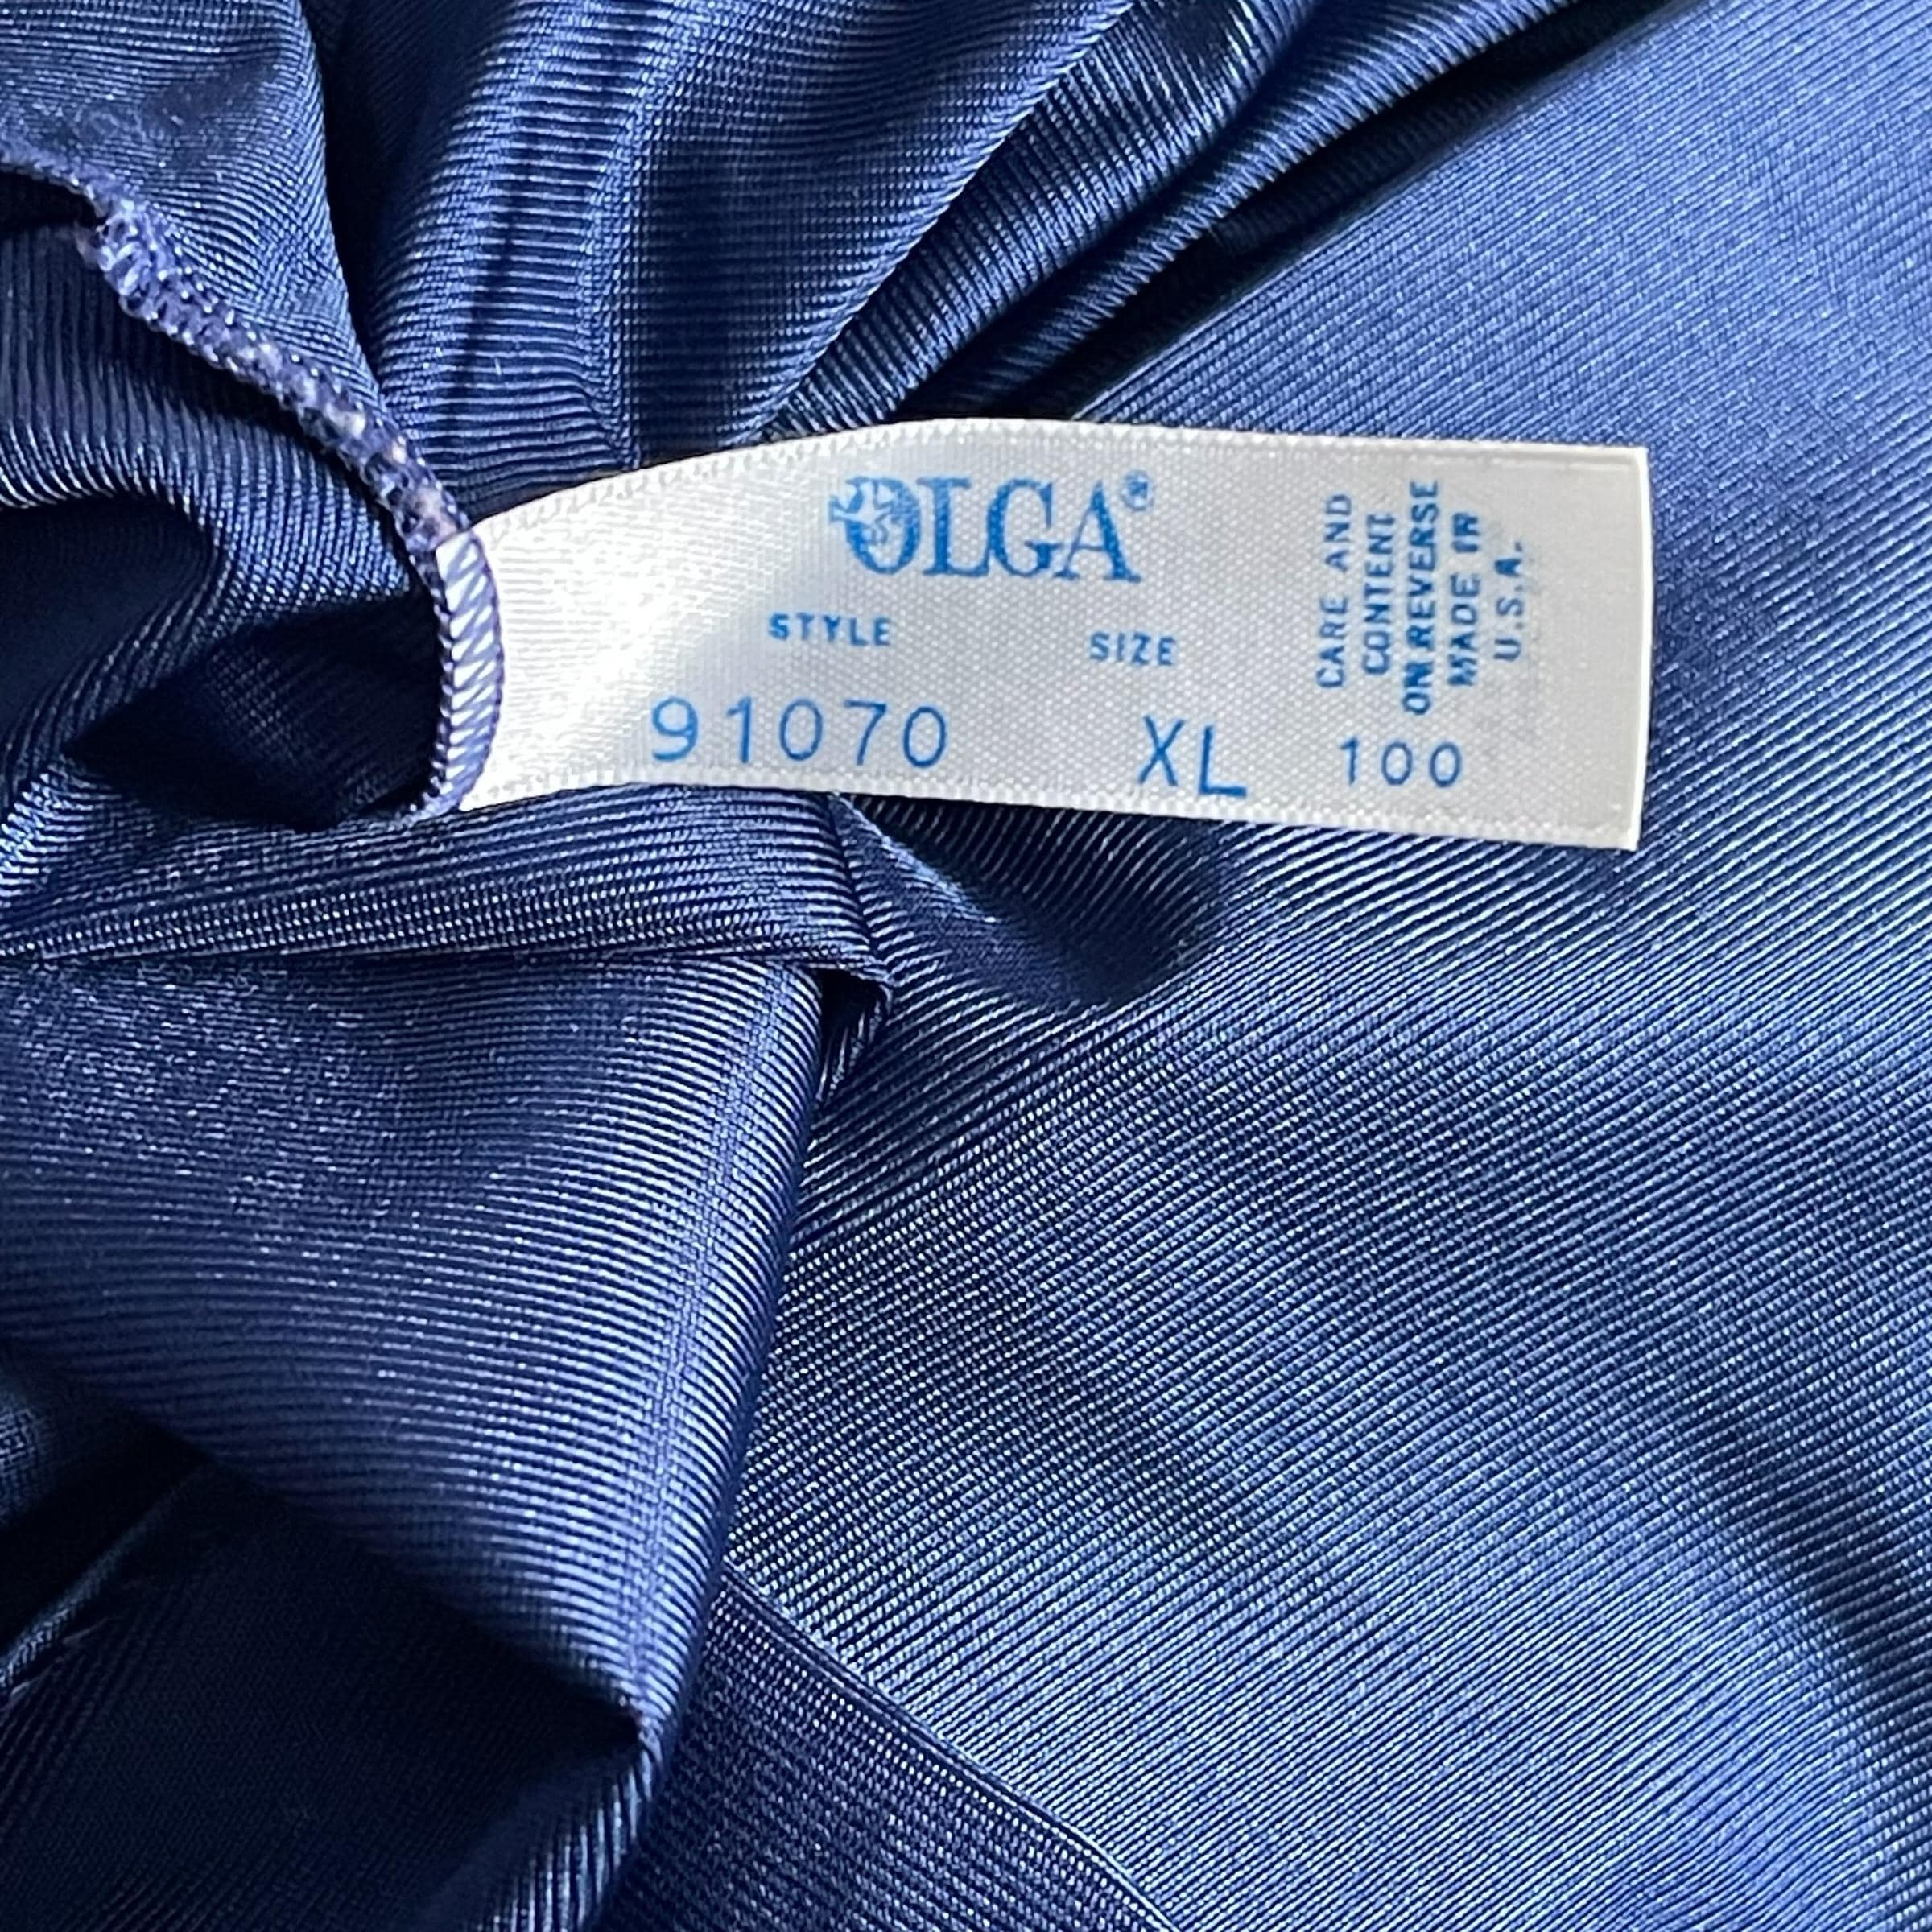 OLGA®
STYLE
SIZE
91070
XL
CARE AND
CONTENT
ON REVERSE
MADE IN
U.S.A.
100